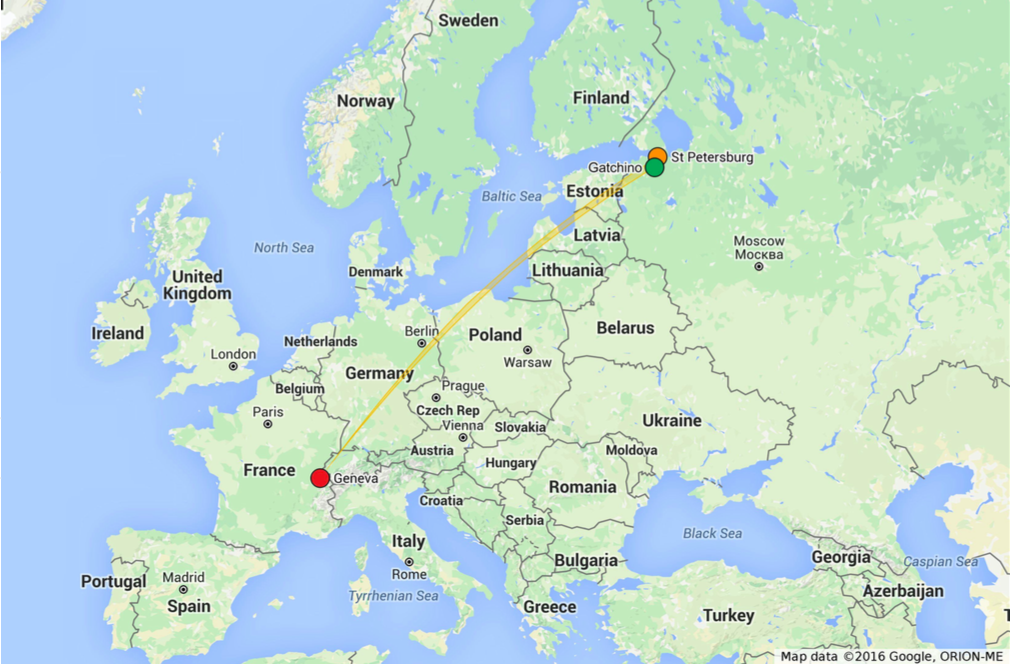 Sweden
Norway
Finland
St Petersburg
Gatchino
Estonia
Baltic Sea
Latvia
North Sea
Moscow
Москва
Denmark
Lithuania
United
Kingdom
Ireland
Belarus
Berlin
Poland
Netherlands
London
Warsaw
Germany
Belgium
Prague
Paris
Czech Rep
Ukraine
Vienna
Slovakia
Austria
Moldova
France
Hungary
Geneva
Romania
Croatia
Serbia
Black Sea
Italy
Georgia
Bulgaria
Caspian Sea
Rome
Portugal
Madrid
Azerbaijan
Tyrrhenian Sea
Spain
Greece
Turkey
T
Map data ©2016 Google, ORION-ME